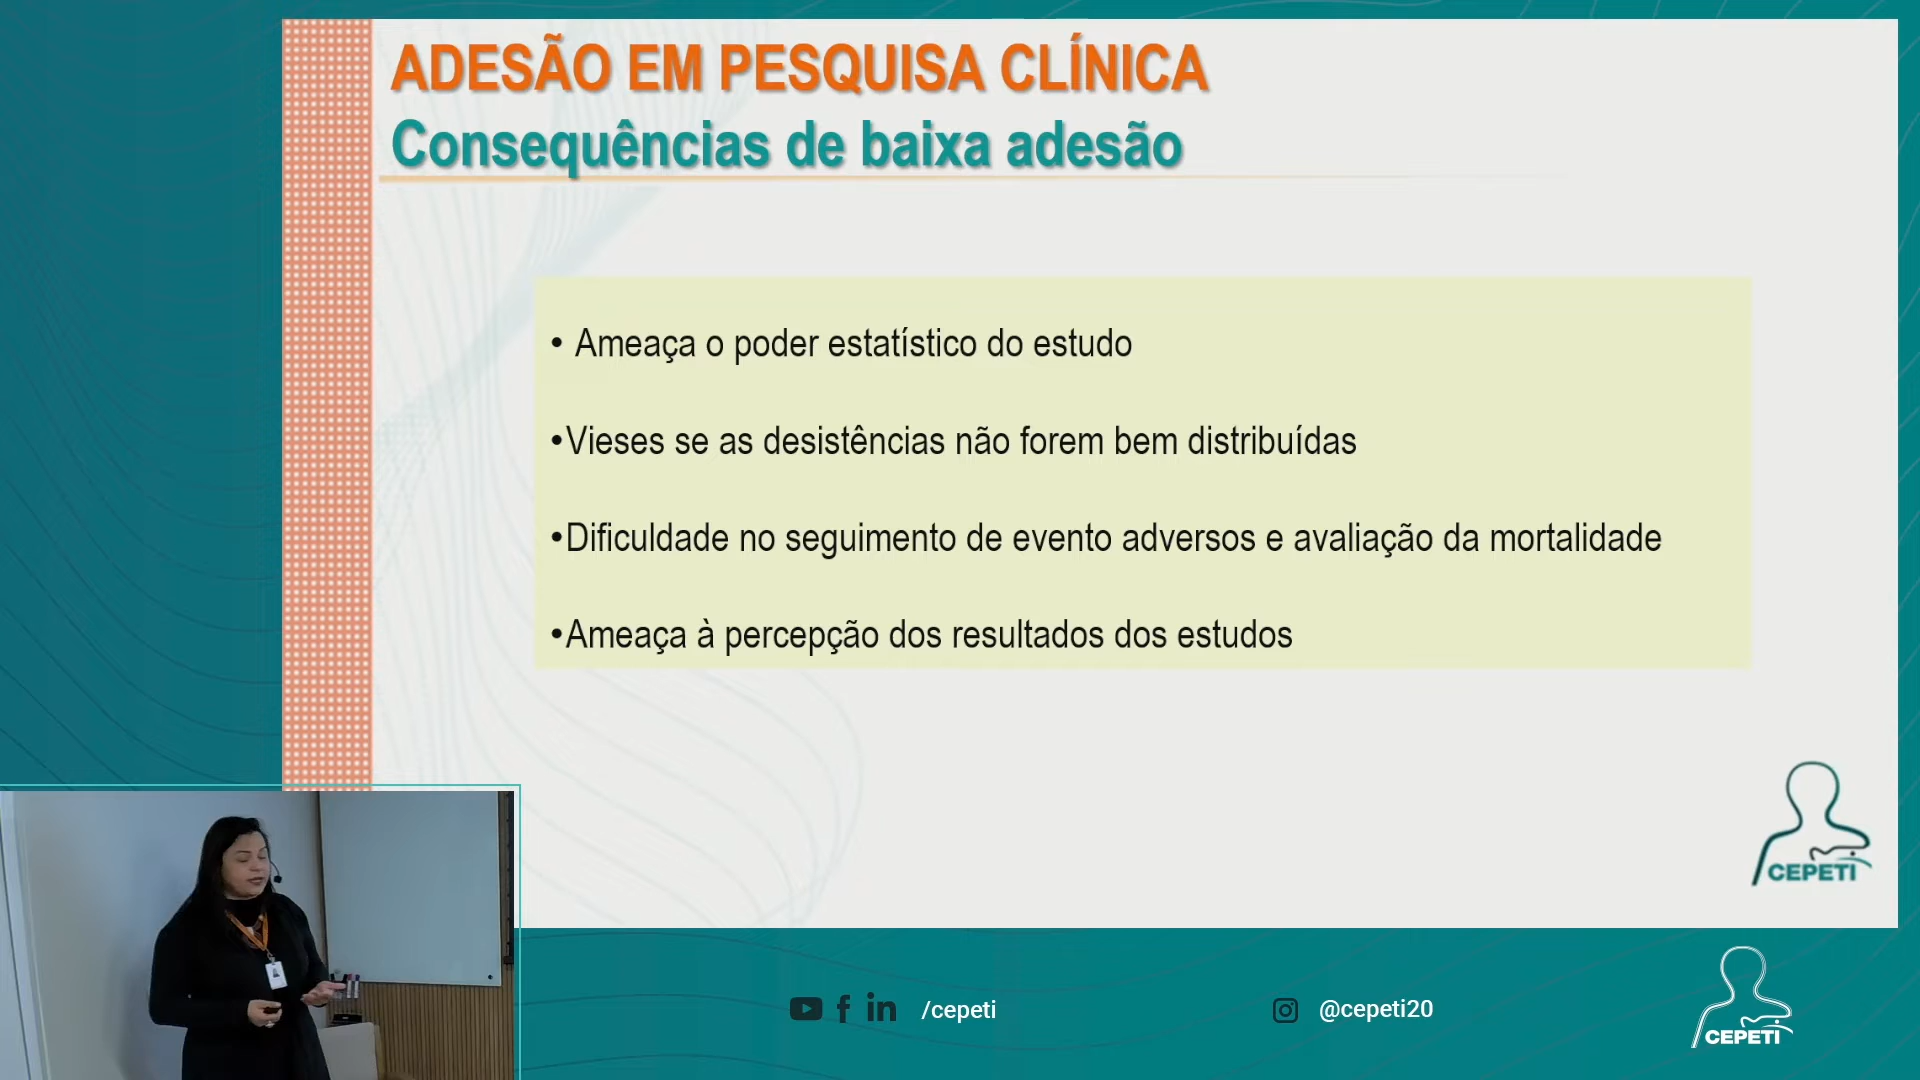 ADESÃO EM PESQUISA CLÍNICA
Consequências de baixa adesão
• Ameaça o poder estatístico do estudo
•Vieses se as desistências não forem bem distribuídas
•Dificuldade no seguimento de evento adversos e avaliação da mortalidade
•Ameaça à percepção dos resultados dos estudos
CEPETI
/cepeti
@cepeti20
CEPETI